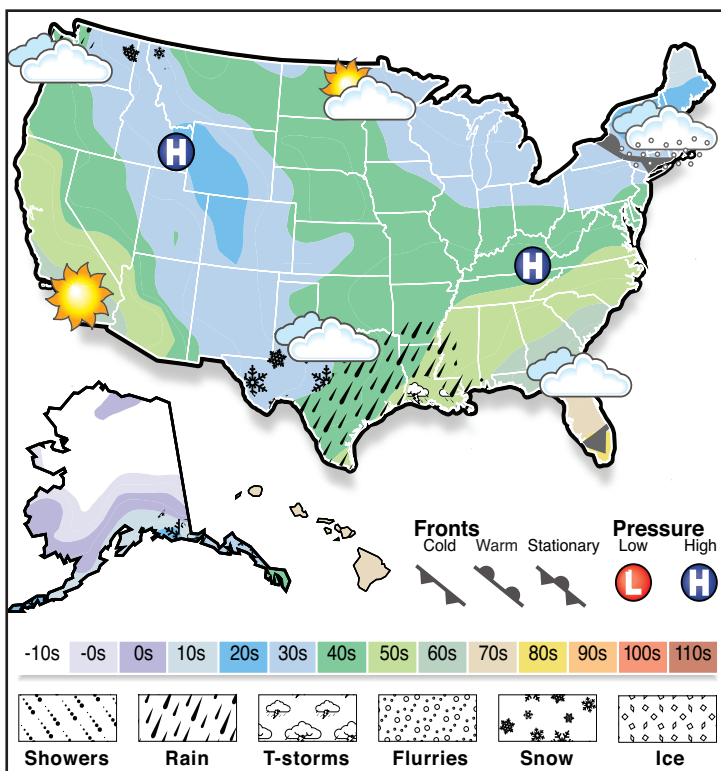 H
H
Fronts Pressure
Cold Warm Stationary Low High
L H
-10s -0s 0s 10s 20s 30s 40s 50s 60s 70s 80s 90s 100s 110s
Showers Rain T-storms Flurries Snow Ice